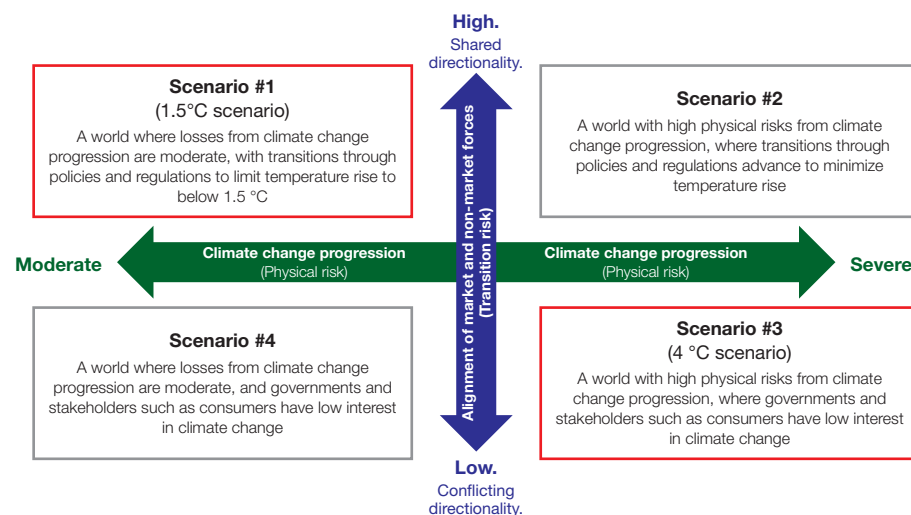 High.
Shared
directionality.
Scenario #1
(1.5°C scenario)
A world where losses from climate change
progression are moderate, with transitions through
policies and regulations to limit temperature rise to
below 1.5 °C
Scenario #2
A world with high physical risks from climate
change progression, where transitions through
policies and regulations advance to minimize
temperature rise
Alignment of market and non-market forces
(Transition risk)
Moderate
Climate change progression
(Physical risk)
Climate change progression
(Physical risk)
Severe
Scenario #4
A world where losses from climate change
progression are moderate, and governments and
stakeholders such as consumers have low interest
in climate change
Scenario #3
(4 °C scenario)
A world with high physical risks from climate
change progression, where governments and
stakeholders such as consumers have low interest
in climate change
Low.
Conflicting
directionality.